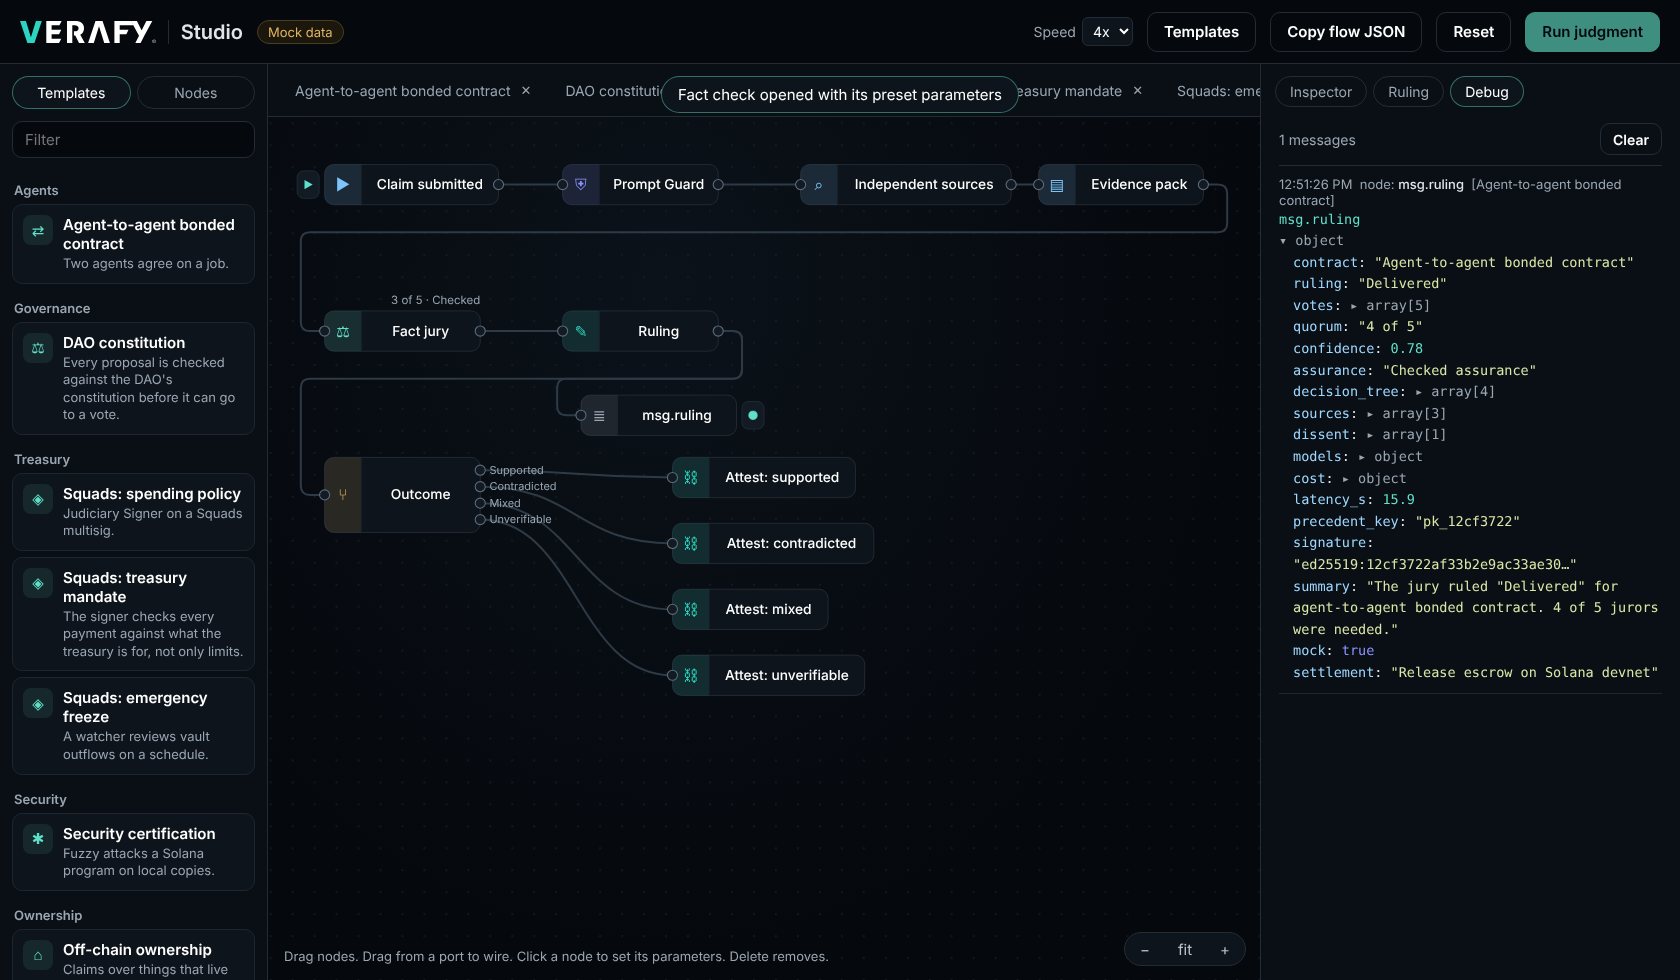 VERAFY
Studio
Mock data
Speed
4x
Templates
Copy flow JSON
Reset
Run judgment
Templates
Nodes
Filter
Agents
Agent-to-agent bonded
contract
Two agents agree on a job.
Governance
DAO constitution
Every proposal is checked
against the DAO's
constitution before it can go
to a vote.
Treasury
Squads: spending policy
Judiciary Signer on a Squads
multisig.
Squads: treasury
mandate
The signer checks every
payment against what the
treasury is for, not only limits.
Squads: emergency
freeze
A watcher reviews vault
outflows on a schedule.
Security
Security certification
Fuzzy attacks a Solana
program on local copies.
Ownership
Off-chain ownership
Claims over things that live
Agent-to-agent bonded contract ✕
DAO constituti
Fact check opened with its preset parameters
easury mandate ✕
Squads: eme
Claim submitted
Prompt Guard
Independent sources
Evidence pack
3 of 5 · Checked
Fact jury
Ruling
msg.ruling
Outcome
Supported
Contradicted
Mixed
Unverifiable
Attest: supported
Attest: contradicted
Attest: mixed
Attest: unverifiable
Drag nodes. Drag from a port to wire. Click a node to set its parameters. Delete removes.
− fit +
Inspector
Ruling
Debug
1 messages
Clear
12:51:26 PM node: msg.ruling [Agent-to-agent bonded
contract]
msg.ruling
▾ object
contract: "Agent-to-agent bonded contract"
ruling: "Delivered"
votes: ▸ array[5]
quorum: "4 of 5"
confidence: 0.78
assurance: "Checked assurance"
decision_tree: ▸ array[4]
sources: ▸ array[3]
dissent: ▸ array[1]
models: ▸ object
cost: ▸ object
latency_s: 15.9
precedent_key: "pk_12cf3722"
signature:
"ed25519:12cf3722af33b2e9ac33ae30…"
summary: "The jury ruled "Delivered" for
agent-to-agent bonded contract. 4 of 5 jurors
were needed."
mock: true
settlement: "Release escrow on Solana devnet"